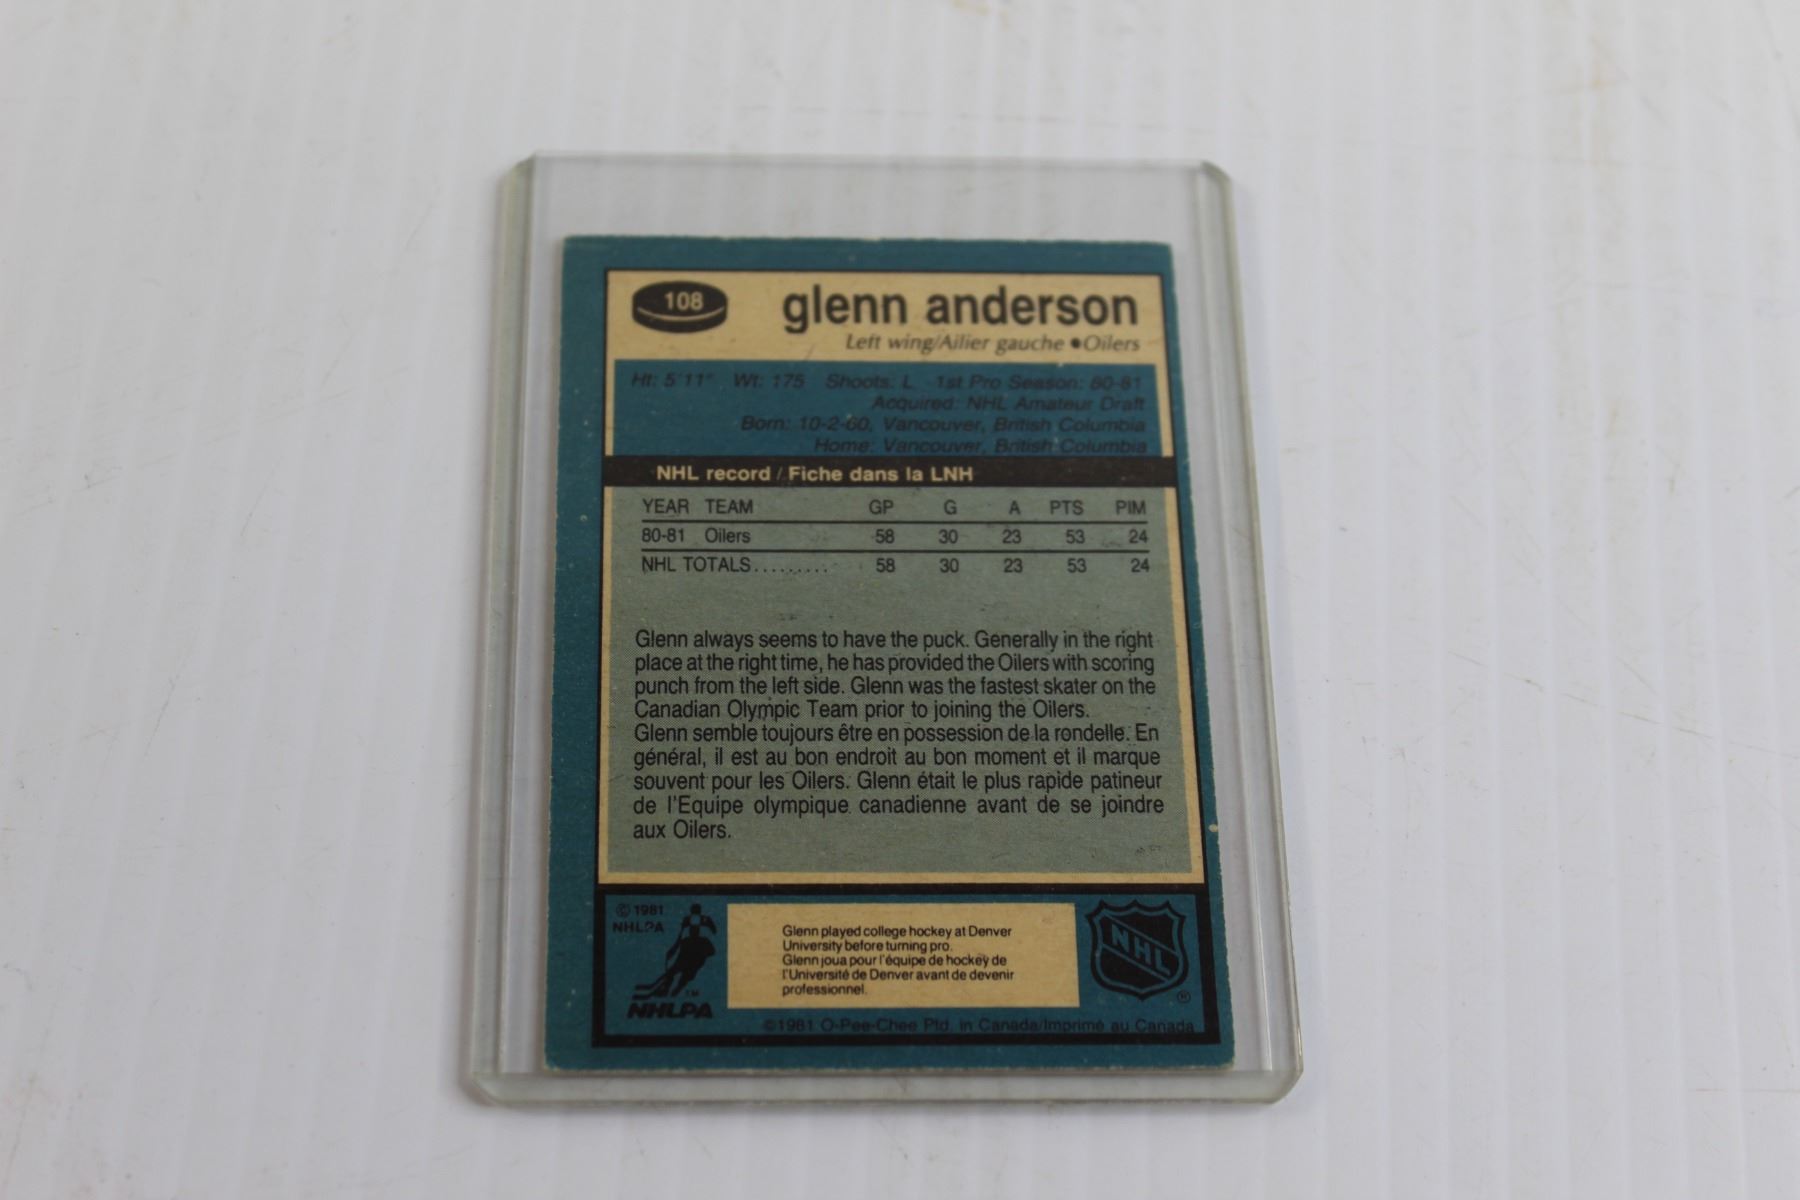 108
glenn anderson
Left wing/Ailier gauche • Oilers
Ht: 5'11" Wt: 175 Shoots: L 1st Pro Season: 80-81
Acquired: NHL Amateur Draft
Born: 10-2-60, Vancouver, British Columbia
Home: Vancouver, British Columbia
NHL record / Fiche dans la LNH
YEAR TEAM GP G A PTS PIM
80-81 Oilers 58 30 23 53 24
NHL TOTALS......... 58 30 23 53 24
Glenn always seems to have the puck. Generally in the right
place at the right time, he has provided the Oilers with scoring
punch from the left side. Glenn was the fastest skater on the
Canadian Olympic Team prior to joining the Oilers.
Glenn semble toujours être en possession de la rondelle. En
général, il est au bon endroit au bon moment et il marque
souvent pour les Oilers. Glenn était le plus rapide patineur
de l'Equipe olympique canadienne avant de se joindre
aux Oilers.
© 1981
NHLPA
TM
NHLPA
Glenn played college hockey at Denver
University before turning pro.
Glenn joua pour l'équipe de hockey de
l'Université de Denver avant de devenir
professionnel.
NHL
®
©1981 O-Pee-Chee Ptd. in Canada/Imprimé au Canada